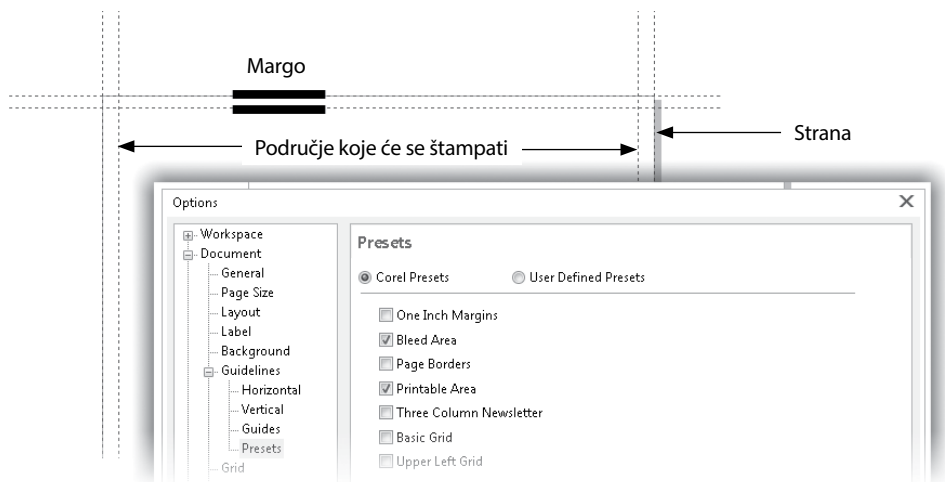 Margo
Područje koje će se štampati
Strana
Options
Workspace
Document
General
Page Size
Layout
Label
Background
Guidelines
Horizontal
Vertical
Guides
Presets
Grid
Presets
Corel Presets
User Defined Presets
One Inch Margins
Bleed Area
Page Borders
Printable Area
Three Column Newsletter
Basic Grid
Upper Left Grid